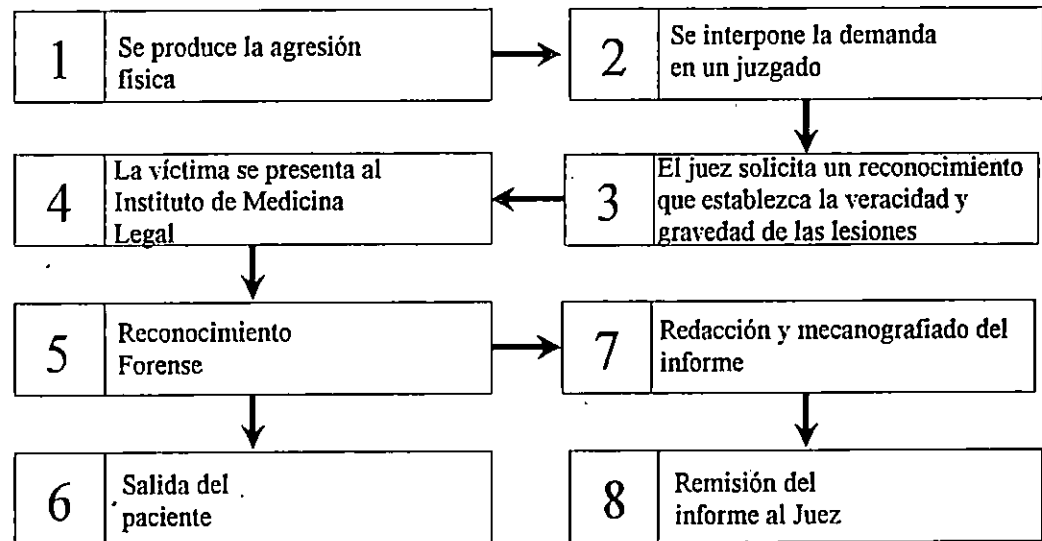 1
Se produce la agresión
física
2
Se interpone la demanda
en un juzgado
4
La víctima se presenta al
Instituto de Medicina
Legal
3
El juez solicita un reconocimiento
que establezca la veracidad y
gravedad de las lesiones
5
Reconocimiento
Forense
7
Redacción y mecanografiado del
informe
6
Salida del
paciente
8
Remisión del
informe al Juez